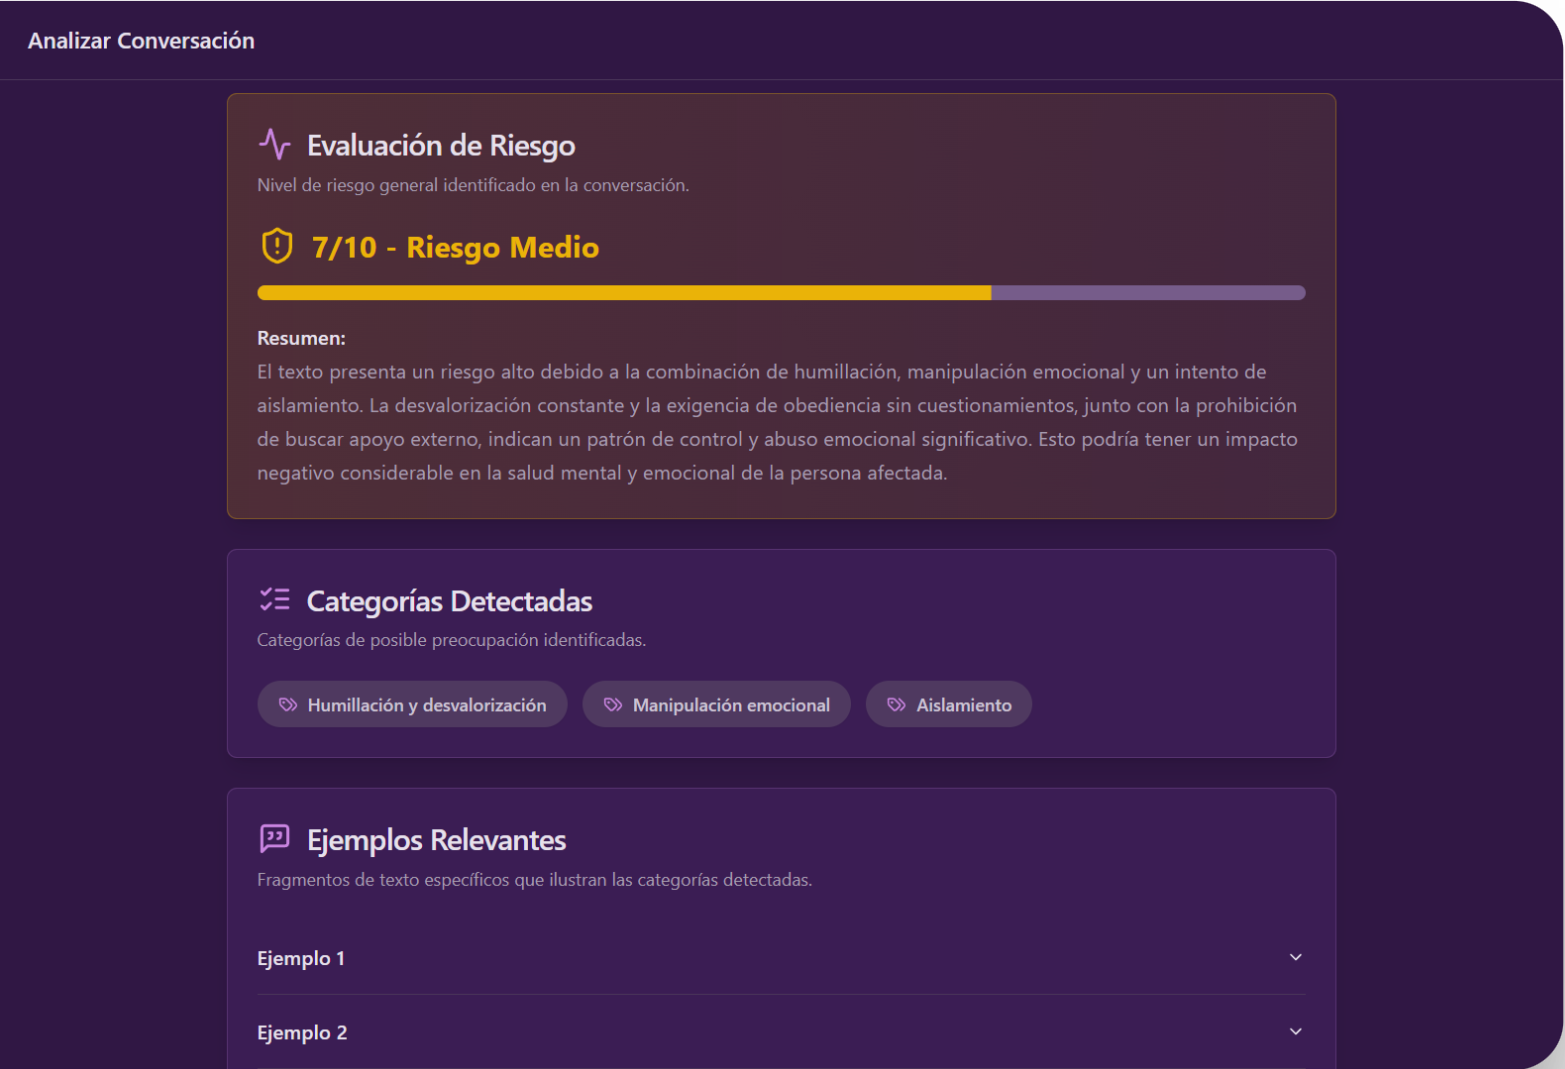 Analizar Conversación
Evaluación de Riesgo
Nivel de riesgo general identificado en la conversación.
7/10 - Riesgo Medio
Resumen:
El texto presenta un riesgo alto debido a la combinación de humillación, manipulación emocional y un intento de
aislamiento. La desvalorización constante y la exigencia de obediencia sin cuestionamientos, junto con la prohibición
de buscar apoyo externo, indican un patrón de control y abuso emocional significativo. Esto podría tener un impacto
negativo considerable en la salud mental y emocional de la persona afectada.
Categorías Detectadas
Categorías de posible preocupación identificadas.
Humillación y desvalorización
Manipulación emocional
Aislamiento
Ejemplos Relevantes
Fragmentos de texto específicos que ilustran las categorías detectadas.
Ejemplo 1
Ejemplo 2